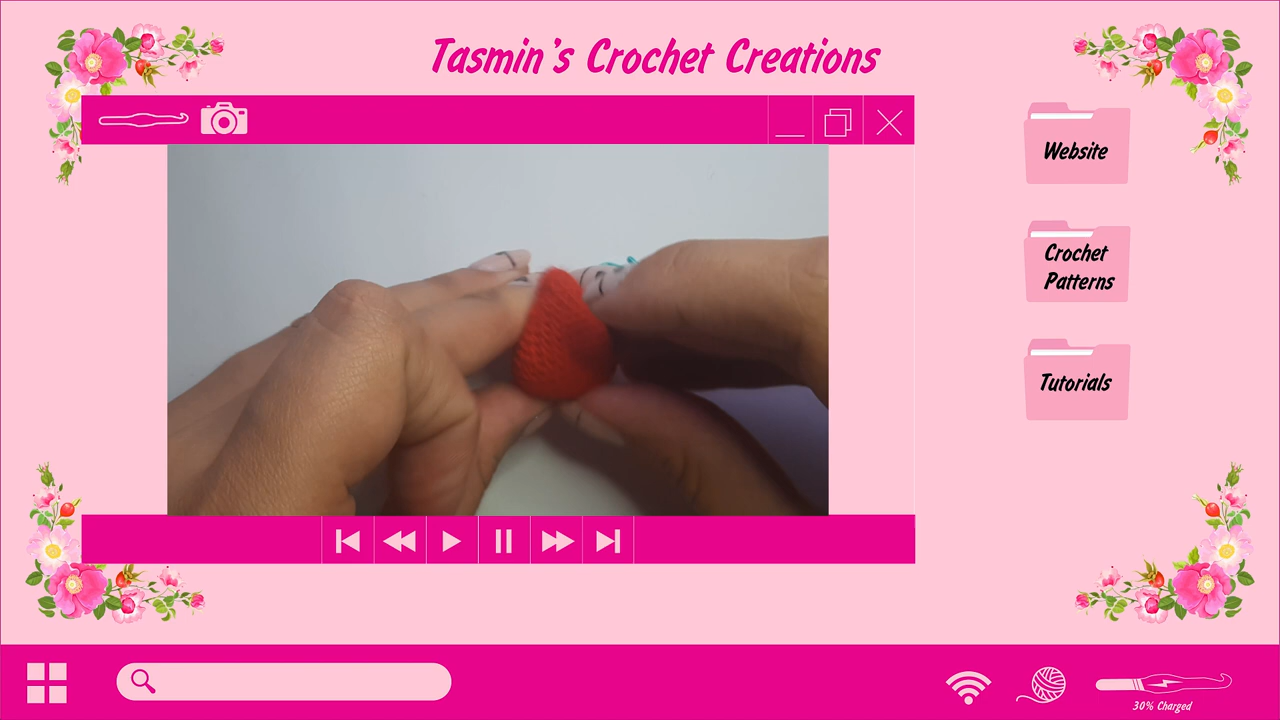 Tasmin's Crochet Creations
Website
Crochet
Patterns
Tutorials
30% Charged